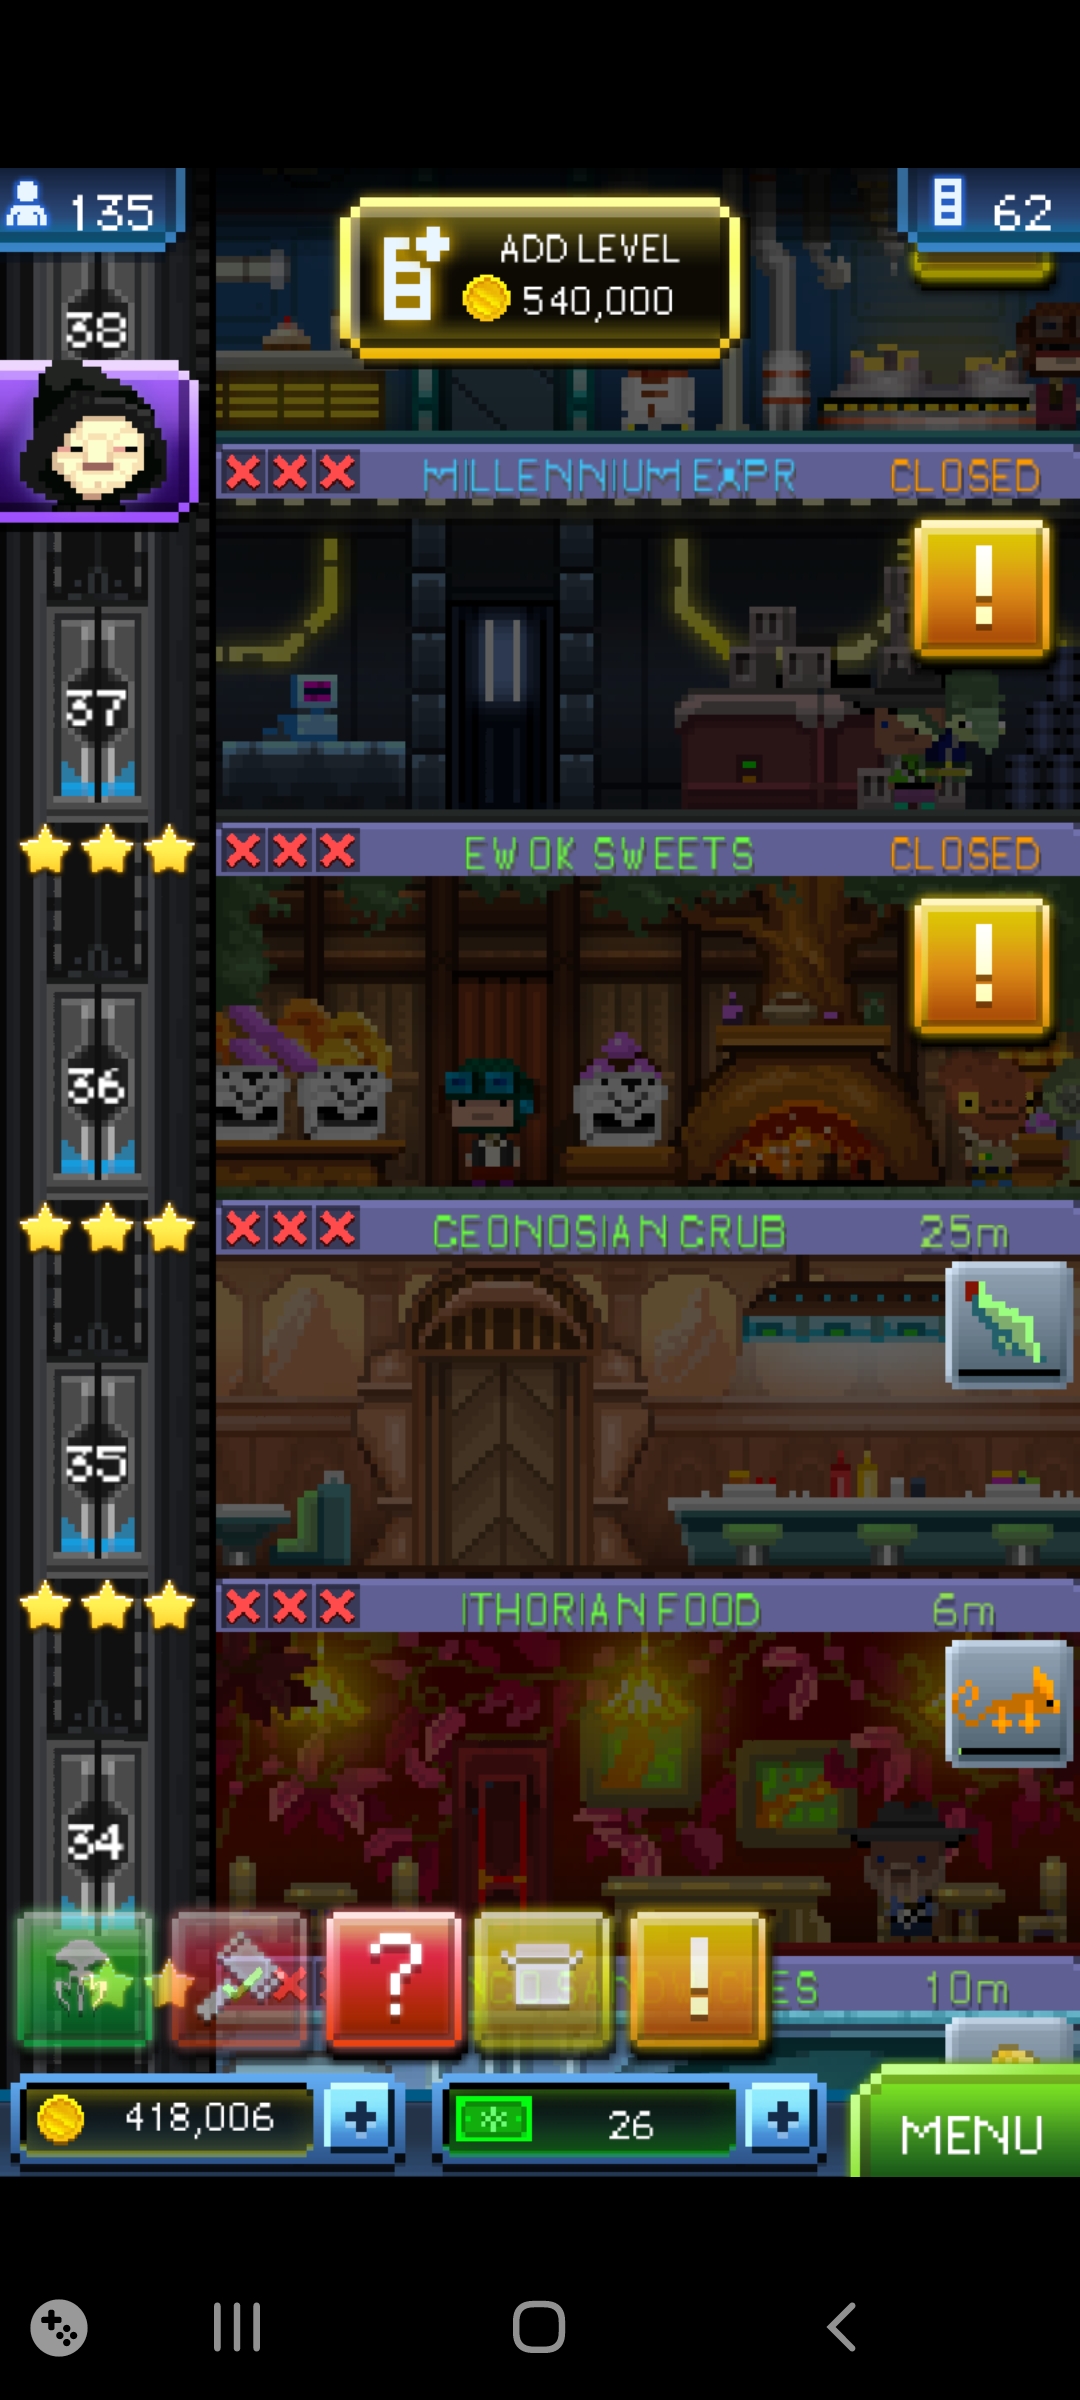 135
ADD LEVEL
540,000
62
38
MILLENNIUM EXPR
CLOSED
!
37
EWOK SWEETS
CLOSED
!
36
GEONOSIAN GRUB
25m
35
ITHORIAN FOOD
6m
34
?
!
ES
10m
418,006
+
26
+
MENU